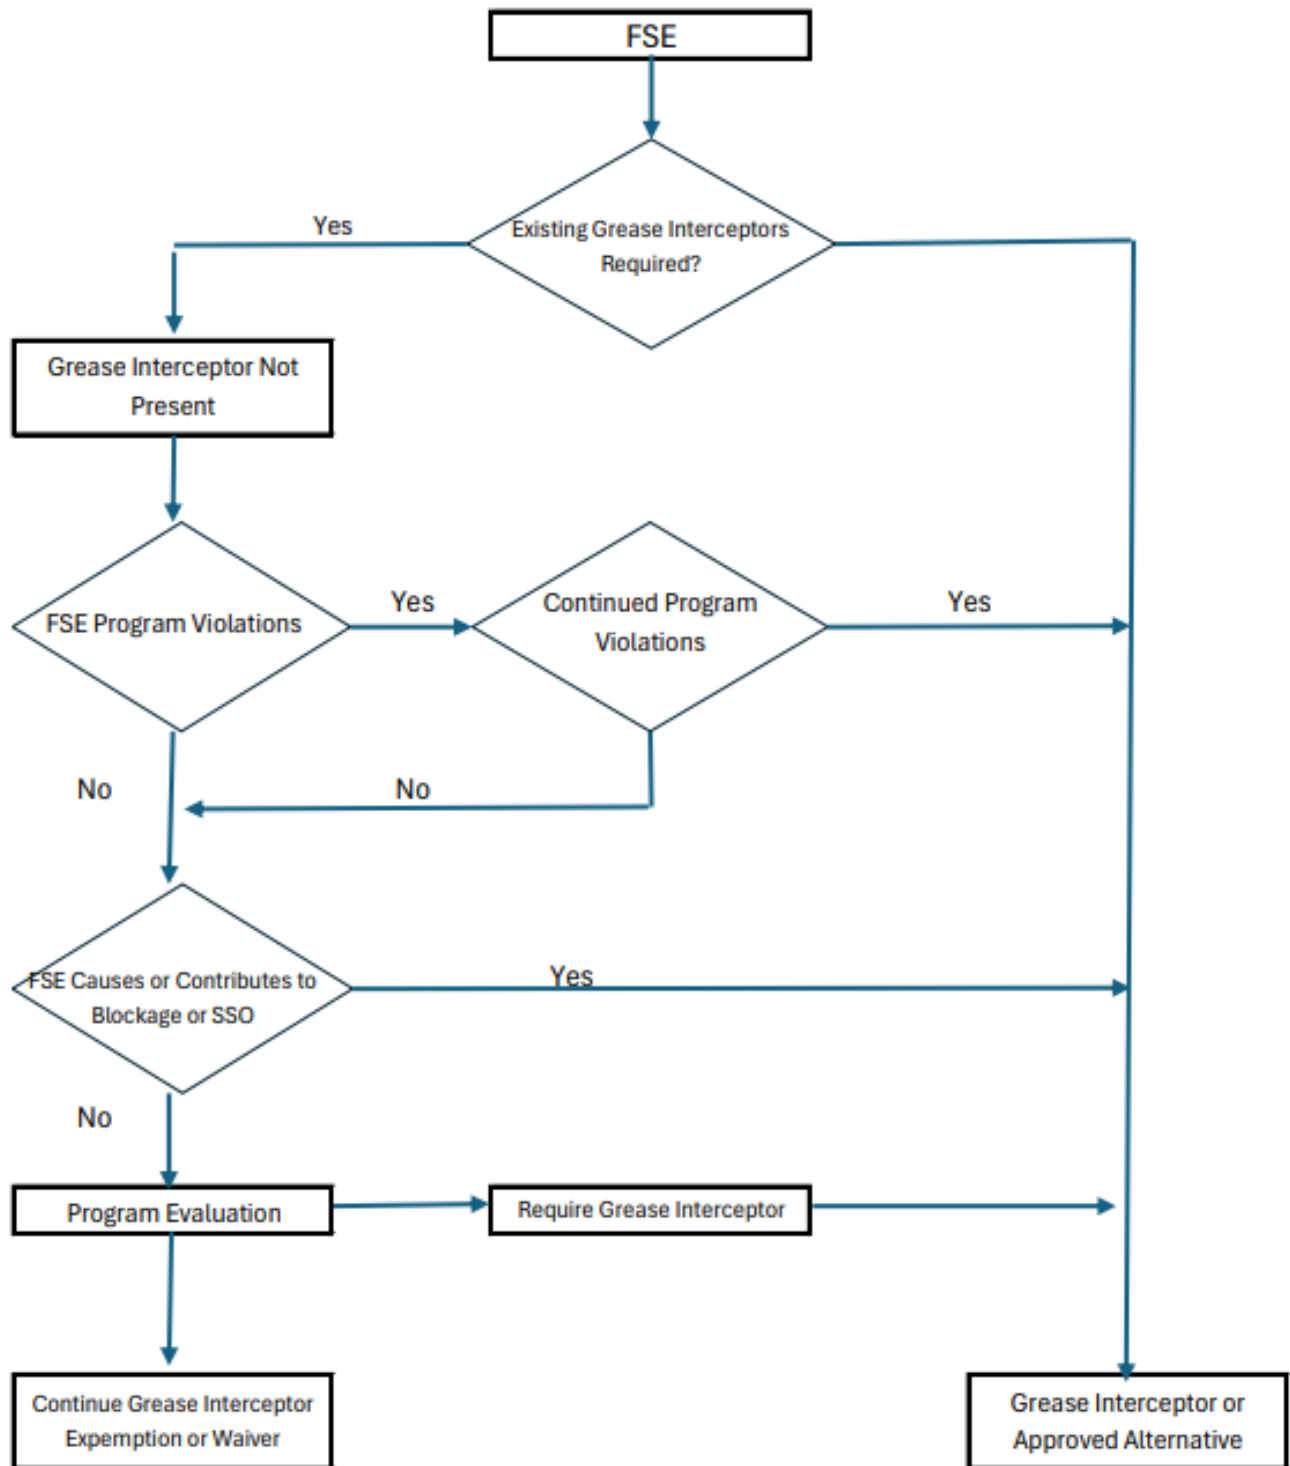 FSE
Existing Grease Interceptors
Required?
Yes
Grease Interceptor Not
Present
FSE Program Violations
Yes
Continued Program
Violations
Yes
No
No
FSE Causes or Contributes to
Blockage or SSO
Yes
No
Program Evaluation
Require Grease Interceptor
Continue Grease Interceptor
Expemption or Waiver
Grease Interceptor or
Approved Alternative